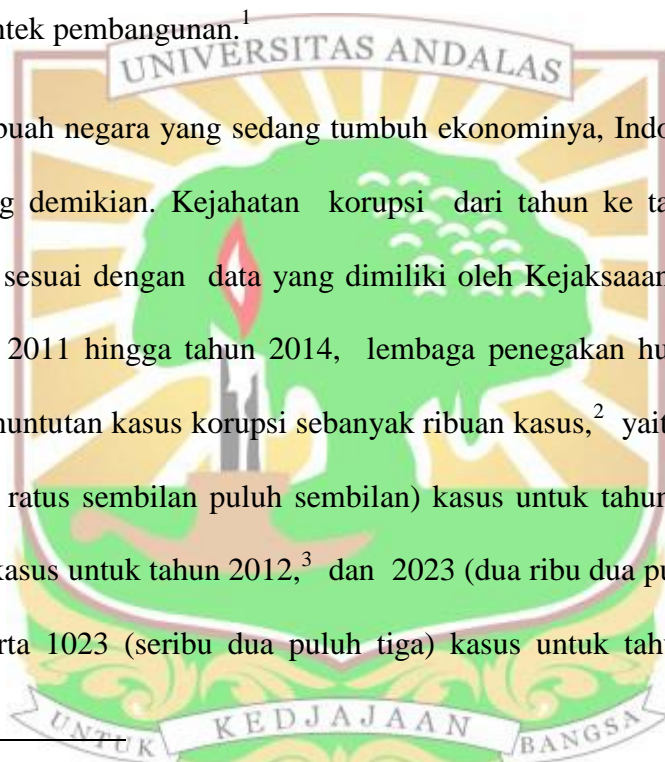 ntek pembangunan.1
UNIVERSITAS ANDALAS
buah negara yang sedang tumbuh ekonominya, Indo
g demikian. Kejahatan korupsi dari tahun ke ta
sesuai dengan data yang dimiliki oleh Kejaksaaan
2011 hingga tahun 2014, lembaga penegakan hu
nuntutan kasus korupsi sebanyak ribuan kasus,2 yait
ratus sembilan puluh sembilan) kasus untuk tahun
kasus untuk tahun 2012,3 dan 2023 (dua ribu dua pu
rta 1023 (seribu dua puluh tiga) kasus untuk tahu
UNTUK KEDJAJAAN BANGSA